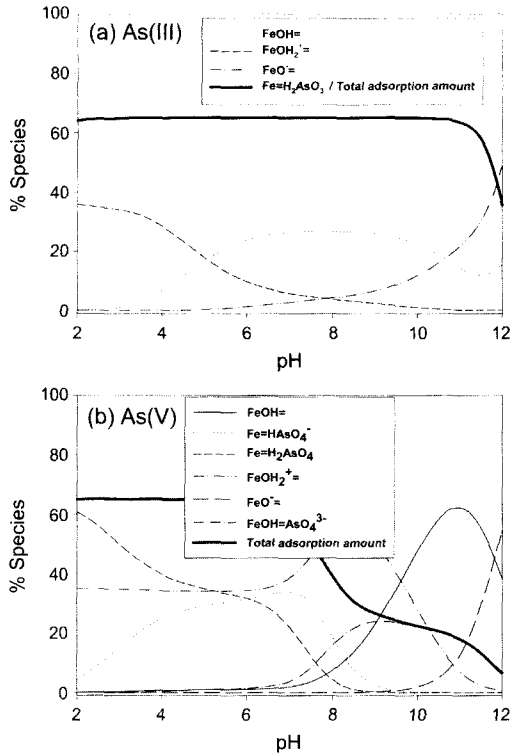 (a) As(III)
FeOH=
FeOH₂⁺=
FeO⁻=
Fe=H₂AsO₃ / Total adsorption amount
% Species
100
80
60
40
20
0
2 4 6 8 10 12
pH
(b) As(V)
FeOH=
Fe=HAsO₄⁻
Fe=H₂AsO₄
FeOH₂⁺=
FeO⁻=
FeOH=AsO₄³⁻
Total adsorption amount
% Species
100
80
60
40
20
0
2 4 6 8 10 12
pH